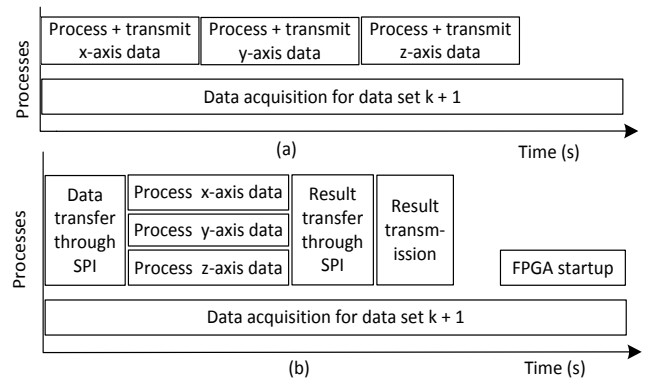 Processes
Process + transmit
x-axis data
Process + transmit
y-axis data
Process + transmit
z-axis data
Data acquisition for data set k + 1
(a)
Time (s)
Processes
Data
transfer
through
SPI
Process x-axis data
Process y-axis data
Process z-axis data
Result
transfer
through
SPI
Result
transm-
ission
FPGA startup
Data acquisition for data set k + 1
(b)
Time (s)